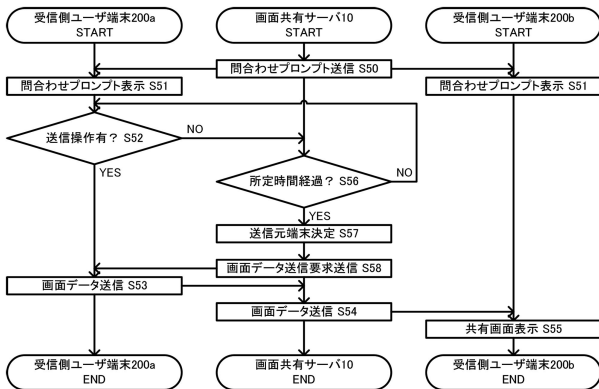 受信側ユーザ端末200a
START
画面共有サーバ10
START
受信側ユーザ端末200b
START
問合わせプロンプト送信 S50
問合わせプロンプト表示 S51
問合わせプロンプト表示 S51
送信操作有？ S52
NO
YES
所定時間経過？ S56
NO
YES
送信元端末決定 S57
画面データ送信要求送信 S58
画面データ送信 S53
画面データ送信 S54
共有画面表示 S55
受信側ユーザ端末200a
END
画面共有サーバ10
END
受信側ユーザ端末200b
END